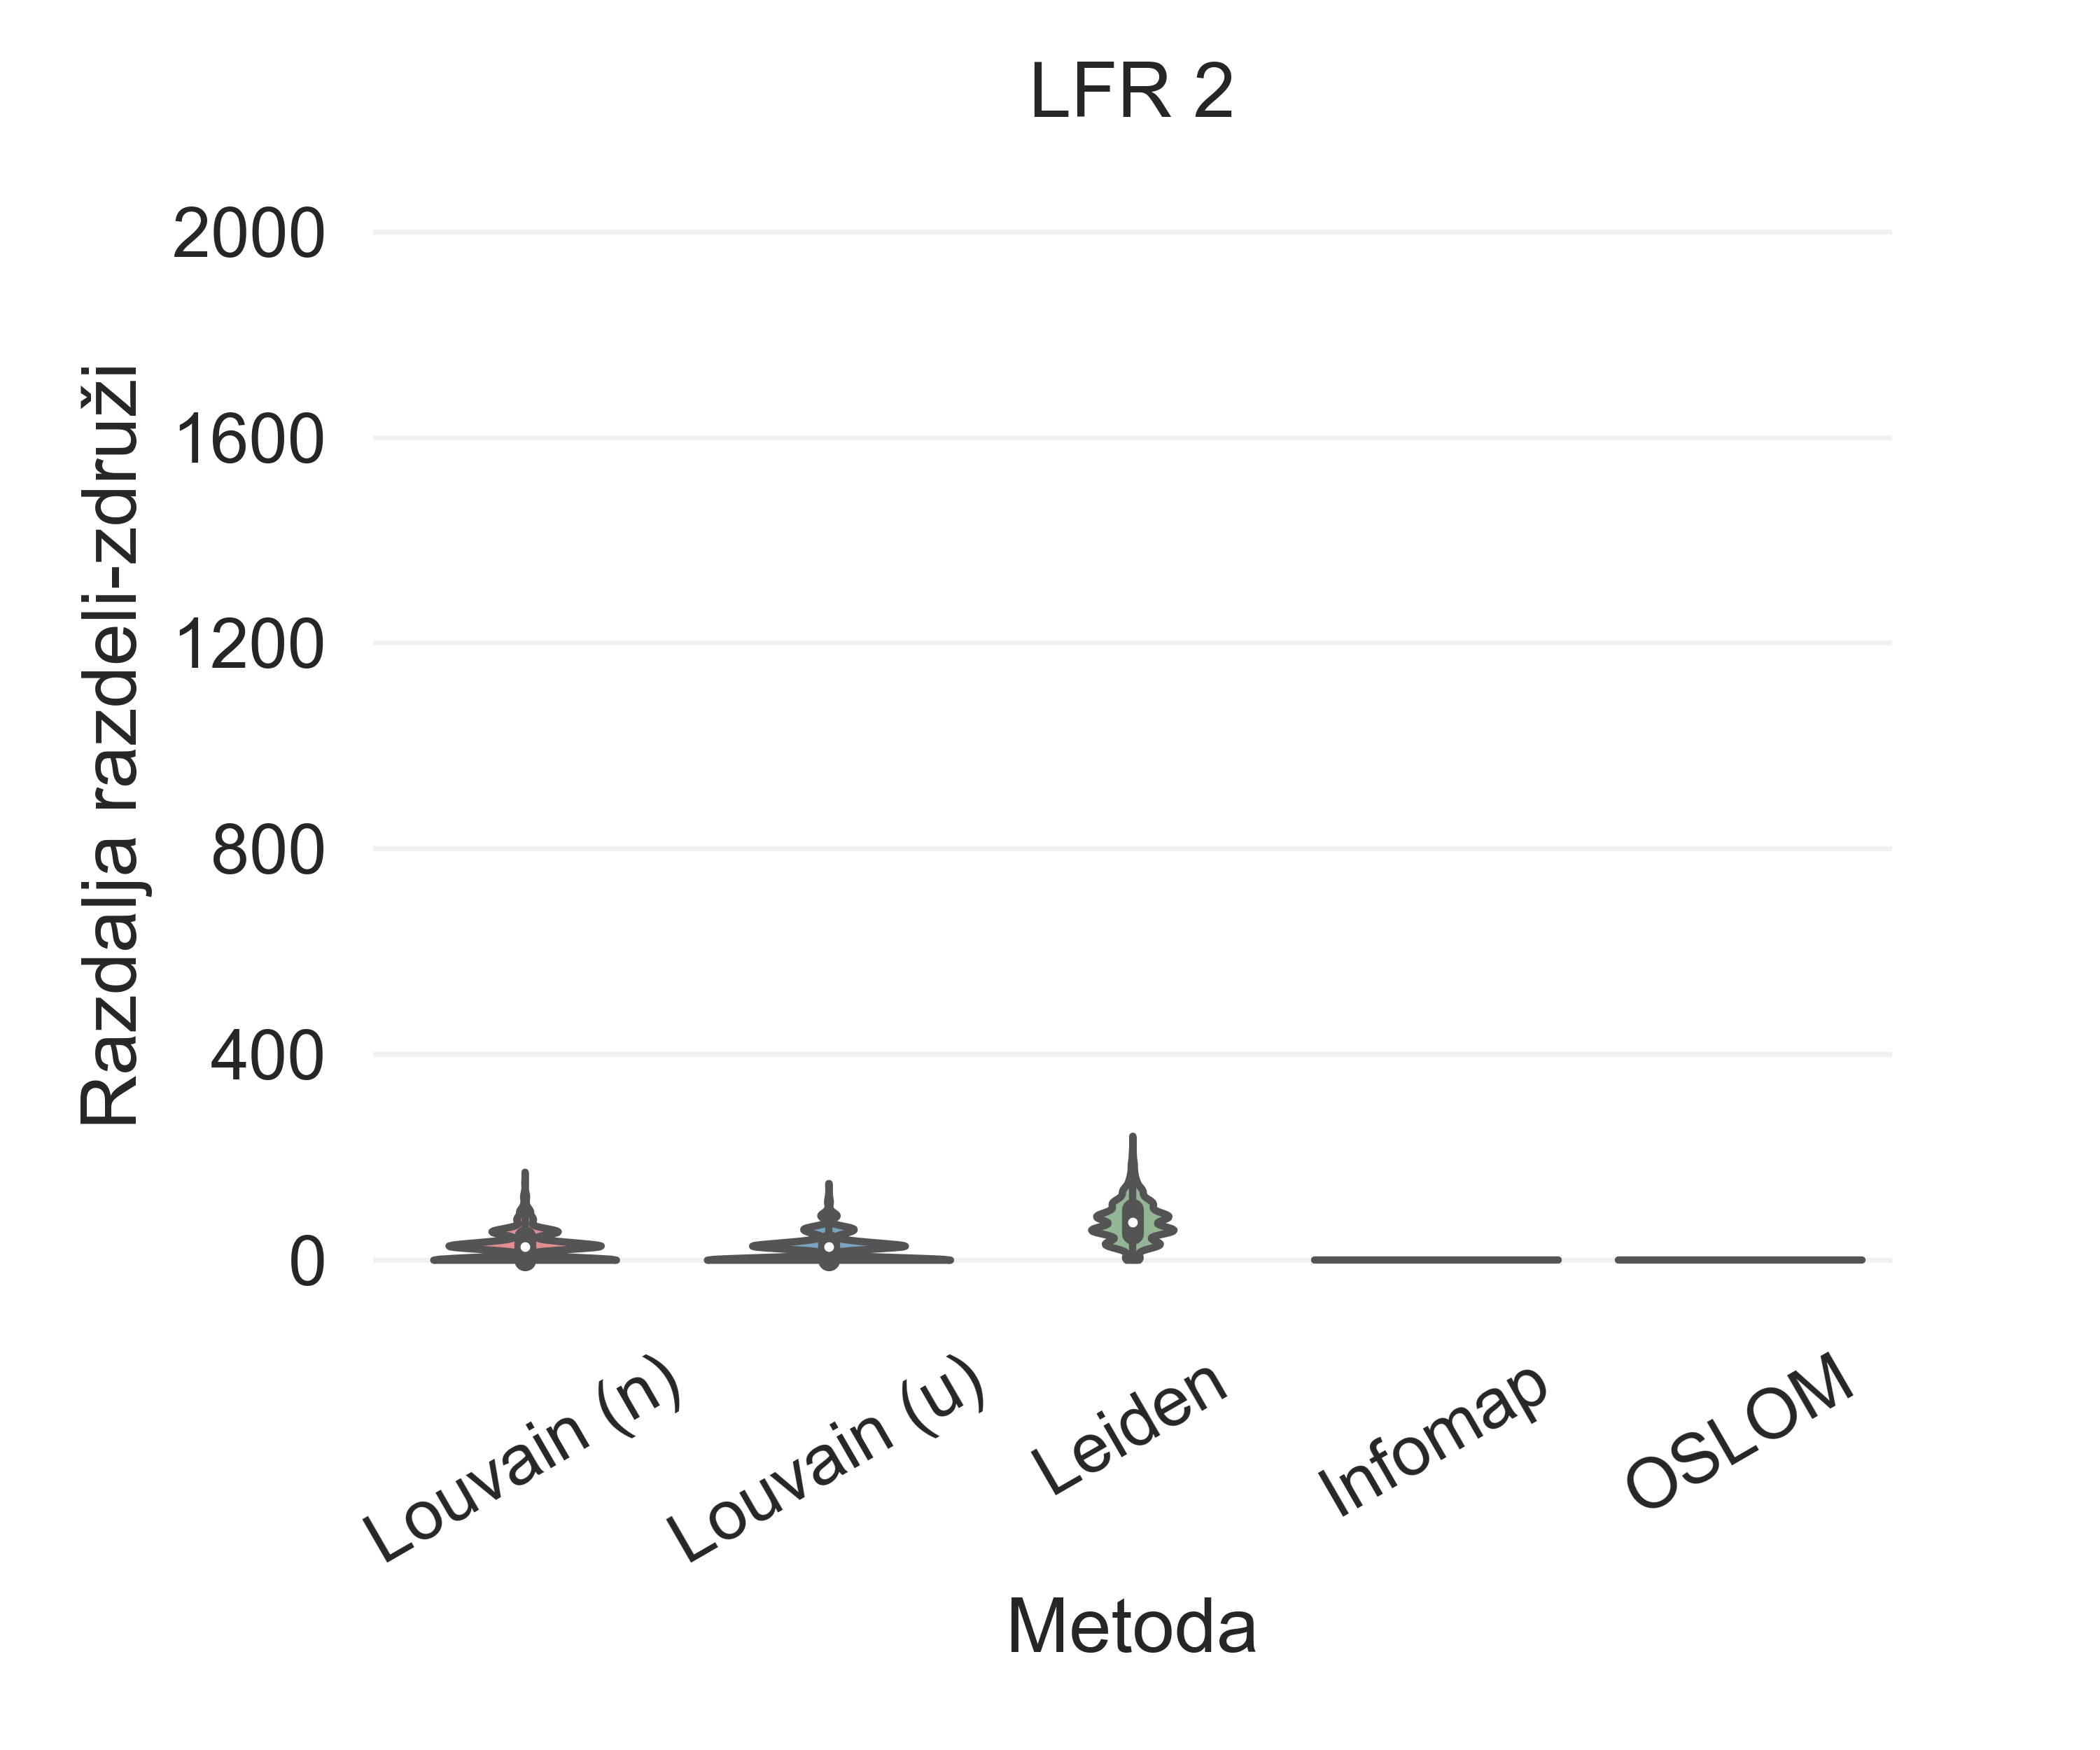 LFR 2
2000
1600
1200
800
400
0
Razdalja razdeli-združi
Louvain (n)
Louvain (u)
Leiden
Infomap
OSLOM
Metoda